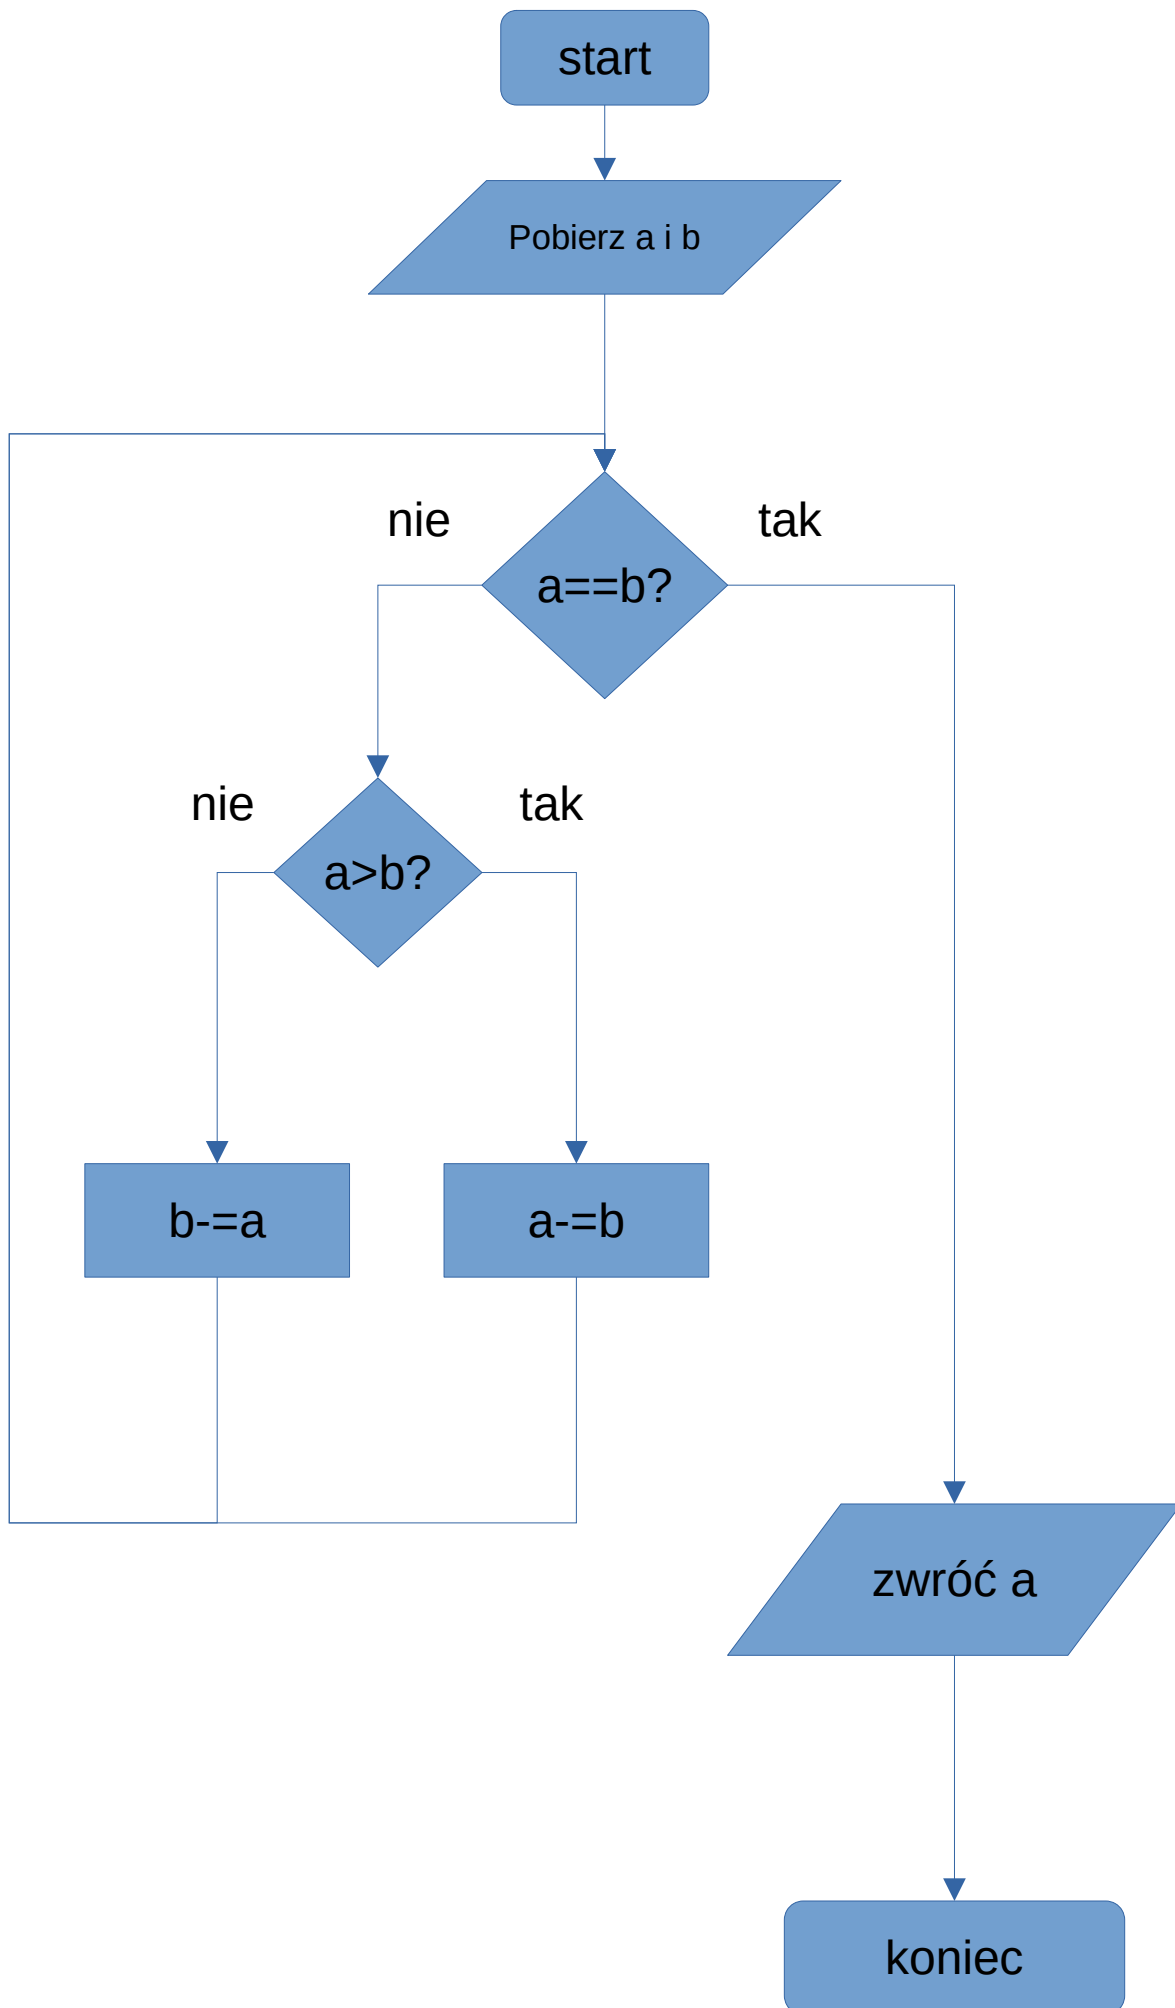 start
Pobierz a i b
nie
tak
a==b?
nie
tak
a>b?
b-=a
a-=b
zwróć a
koniec